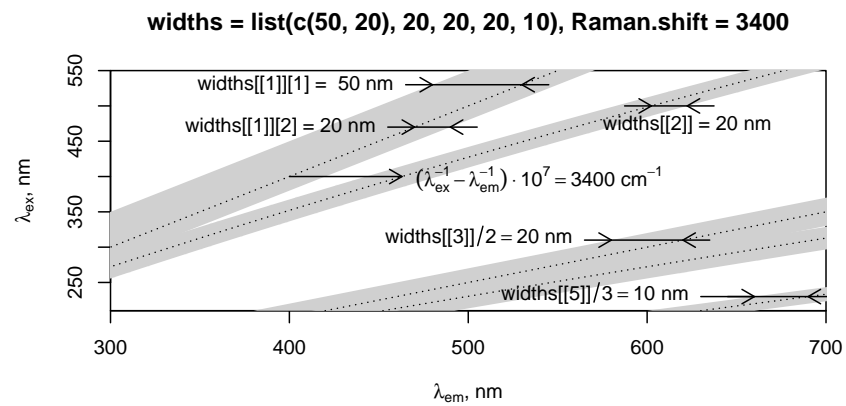 widths = list(c(50, 20), 20, 20, 20, 10), Raman.shift = 3400
550
450
350
250
λex, nm
widths[[1]][1] = 50 nm
widths[[1]][2] = 20 nm
widths[[2]] = 20 nm
(λex⁻¹ − λem⁻¹) · 10⁷ = 3400 cm⁻¹
widths[[3]]/2 = 20 nm
widths[[5]]/3 = 10 nm
300 400 500 600 700
λem, nm